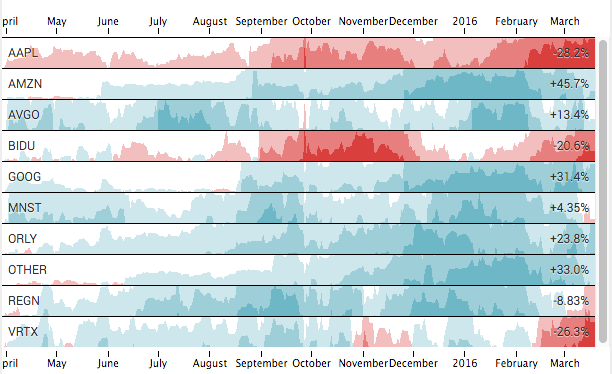 pril May June July August September October November December 2016 February March
AAPL -28.2%
AMZN +45.7%
AVGO +13.4%
BIDU -20.6%
GOOG +31.4%
MNST +4.35%
ORLY +23.8%
OTHER +33.0%
REGN -8.83%
VRTX -26.3%
pril May June July August September October November December 2016 February March